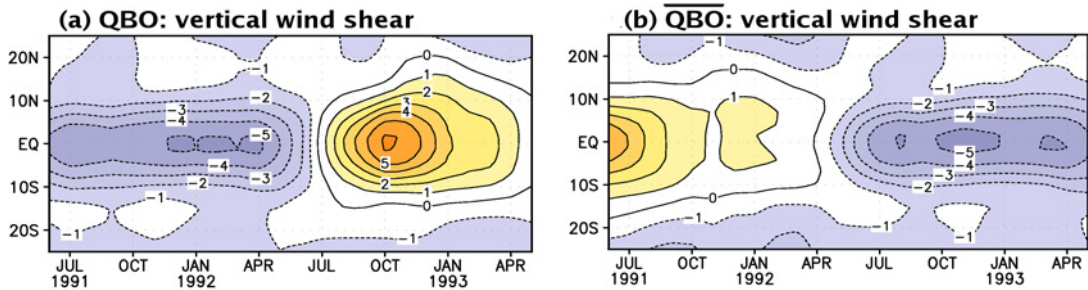 (a) QBO: vertical wind shear
20N
10N
EQ
10S
20S
0
1
−1
2
−2
3
−3
4
−4
−5
−4
5
−3
−2
2
−1
1
0
−1
−1
JUL
1991
OCT
JAN
1992
APR
JUL
OCT
JAN
1993
APR
(b) QBO: vertical wind shear
20N
10N
EQ
10S
20S
−1
0
−1
1
−2
−3
−4
−5
−4
−3
−2
0
−1
−1
−1
JUL
1991
OCT
JAN
1992
APR
JUL
OCT
JAN
1993
APR